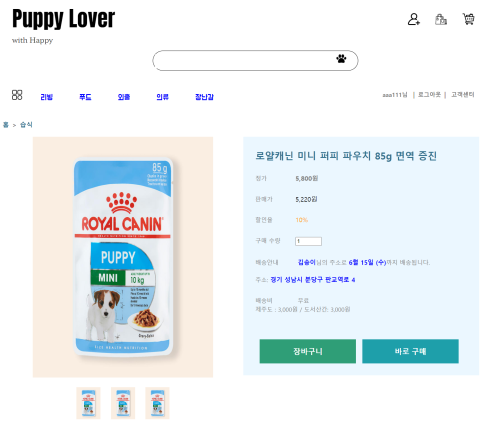 Puppy Lover
with Happy
aaa111님 | 로그아웃 | 고객센터
리빙 푸드 외출 의류 장난감
홈 > 습식
85g
ROYAL CANIN
PUPPY
MINI
10 kg
로얄캐닌 미니 퍼피 파우치 85g 면역 증진
정가 5,800원
판매가 5,220원
할인율 10%
구매 수량 1
배송안내 김송이님의 주소로 6월 15일 (수)까지 배송됩니다.
주소: 경기 성남시 분당구 판교역로 4
배송비 무료
제주도 : 3,000원 / 도서산간: 3,000원
장바구니 바로 구매